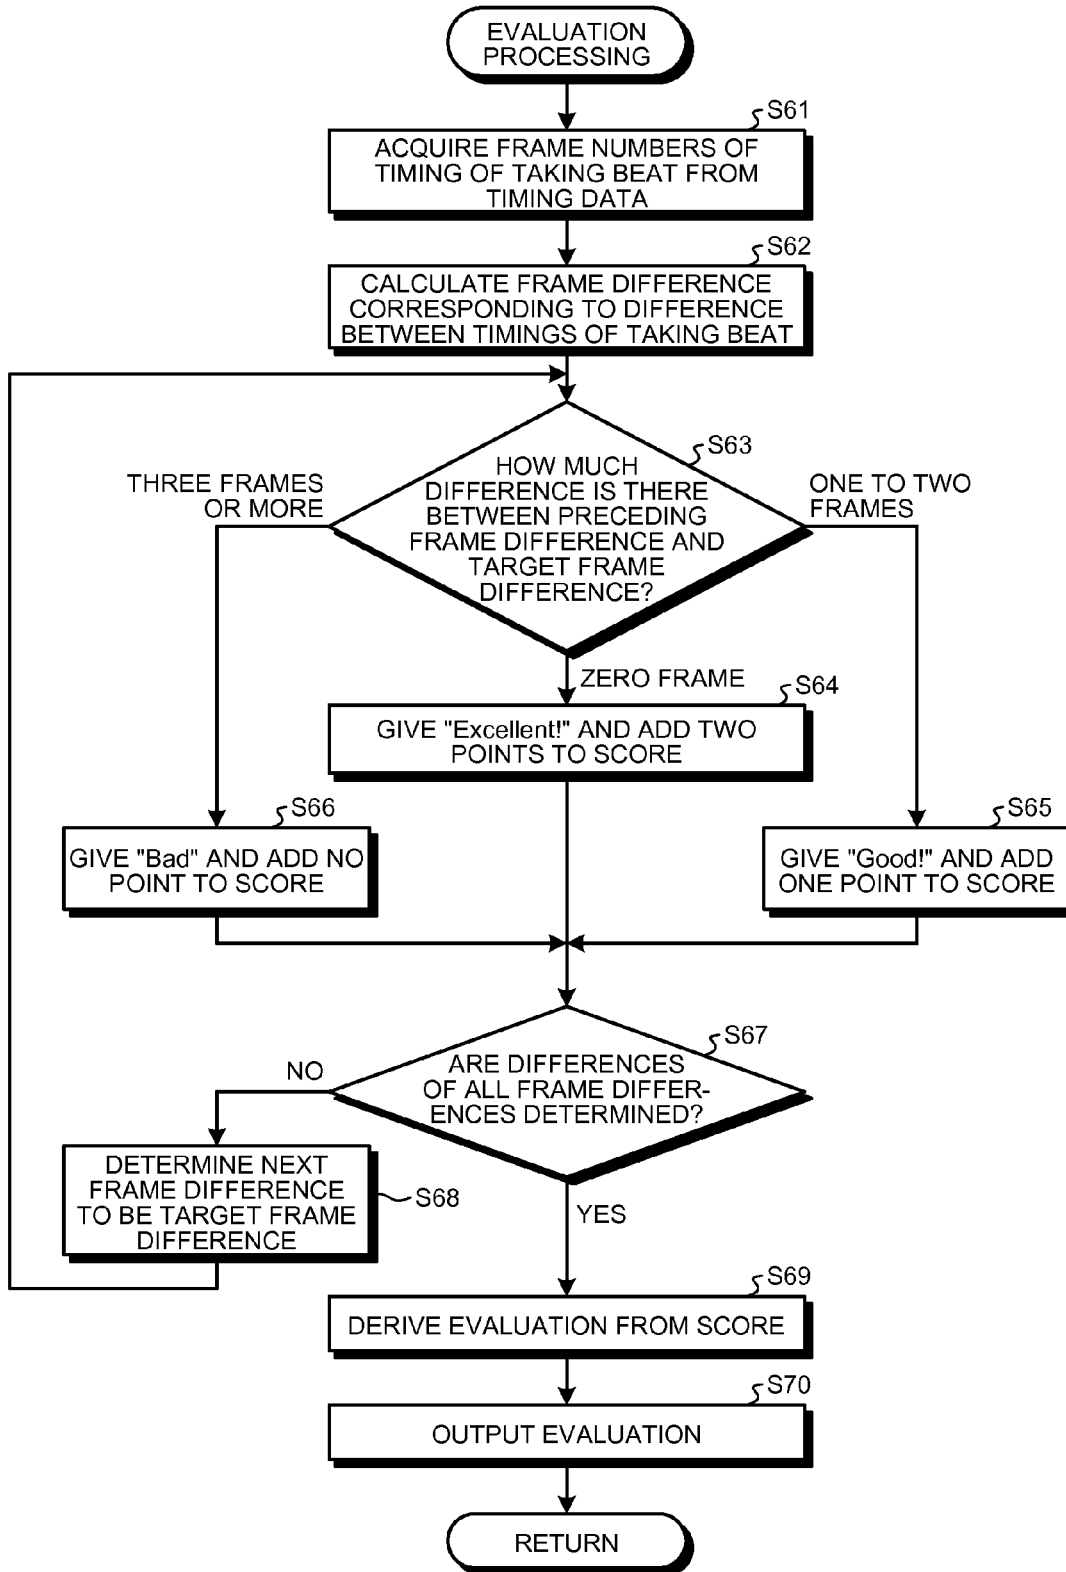 EVALUATION
PROCESSING
S61
ACQUIRE FRAME NUMBERS OF
TIMING OF TAKING BEAT FROM
TIMING DATA
S62
CALCULATE FRAME DIFFERENCE
CORRESPONDING TO DIFFERENCE
BETWEEN TIMINGS OF TAKING BEAT
S63
HOW MUCH
DIFFERENCE IS THERE
BETWEEN PRECEDING
FRAME DIFFERENCE AND
TARGET FRAME
DIFFERENCE?
THREE FRAMES
OR MORE
ONE TO TWO
FRAMES
ZERO FRAME
S64
GIVE "Excellent!" AND ADD TWO
POINTS TO SCORE
S66
GIVE "Bad" AND ADD NO
POINT TO SCORE
S65
GIVE "Good!" AND ADD
ONE POINT TO SCORE
S67
ARE DIFFERENCES
OF ALL FRAME DIFFER-
ENCES DETERMINED?
NO
DETERMINE NEXT
FRAME DIFFERENCE
TO BE TARGET FRAME
DIFFERENCE
S68
YES
S69
DERIVE EVALUATION FROM SCORE
S70
OUTPUT EVALUATION
RETURN